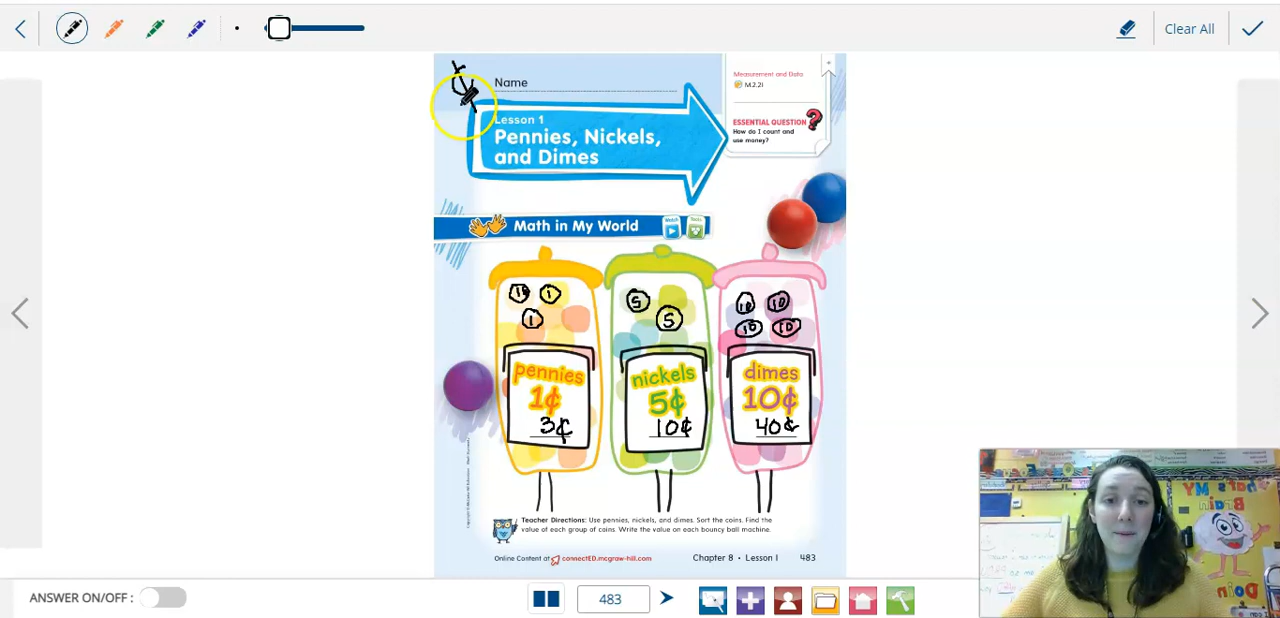 Clear All
Name
Measurement and Data
M.2.2I
ESSENTIAL QUESTION
How do I count and
use money?
Lesson 1
Pennies, Nickels,
and Dimes
Math in My World
1 5 10 10
1 5 10 10
pennies
1¢
3¢
nickels
5¢
10¢
dimes
10¢
40¢
Teacher Directions: Use pennies, nickels, and dimes. Sort the coins. Find the
value of each group of coins. Write the value on each bouncy ball machine.
Online Content at connectED.mcgraw-hill.com
Chapter 8 • Lesson 1 483
ANSWER ON/OFF :
483